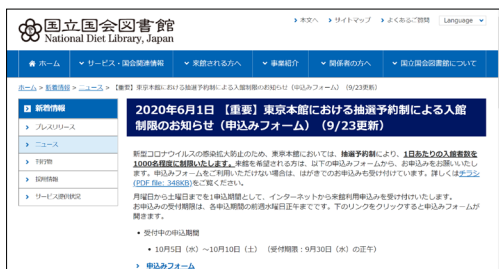 本文へ サイトマップ よくあるご質問 Language
国立国会図書館
National Diet Library, Japan
ホーム サービス・国会関連情報 来館される方へ 事業紹介 関係者の方へ 国立国会図書館について
ホーム > 新着情報 > ニュース > 【重要】東京本館における抽選予約制による入館制限のお知らせ（申込みフォーム）（9/23更新）
新着情報
プレスリリース
ニュース
刊行物
採用情報
サービス提供状況
2020年6月1日 【重要】東京本館における抽選予約制による入館
制限のお知らせ（申込みフォーム）（9/23更新）
新型コロナウイルスの感染拡大防止のため、東京本館においては、抽選予約制により、1日あたりの入館者数を
1000名程度に制限いたします。来館を希望される方は、以下の申込みフォームから、お申込みをお願いいたし
ます。申込みフォームをご利用いただけない場合は、はがきでのお申込みも受け付けています。詳しくはチラシ
(PDF file: 348KB)をご覧ください。
月曜日から土曜日までを1申込期間として、インターネットから来館利用申込みを受け付けいたします。
お申込みの受付期限は、各申込期間の前週水曜日正午までです。下のリンクをクリックすると申込みフォームが
開きます。
• 受付中の申込期間
• 10月5日（水）～10月10日（土）（受付期限：9月30日（水）の正午）
申込みフォーム